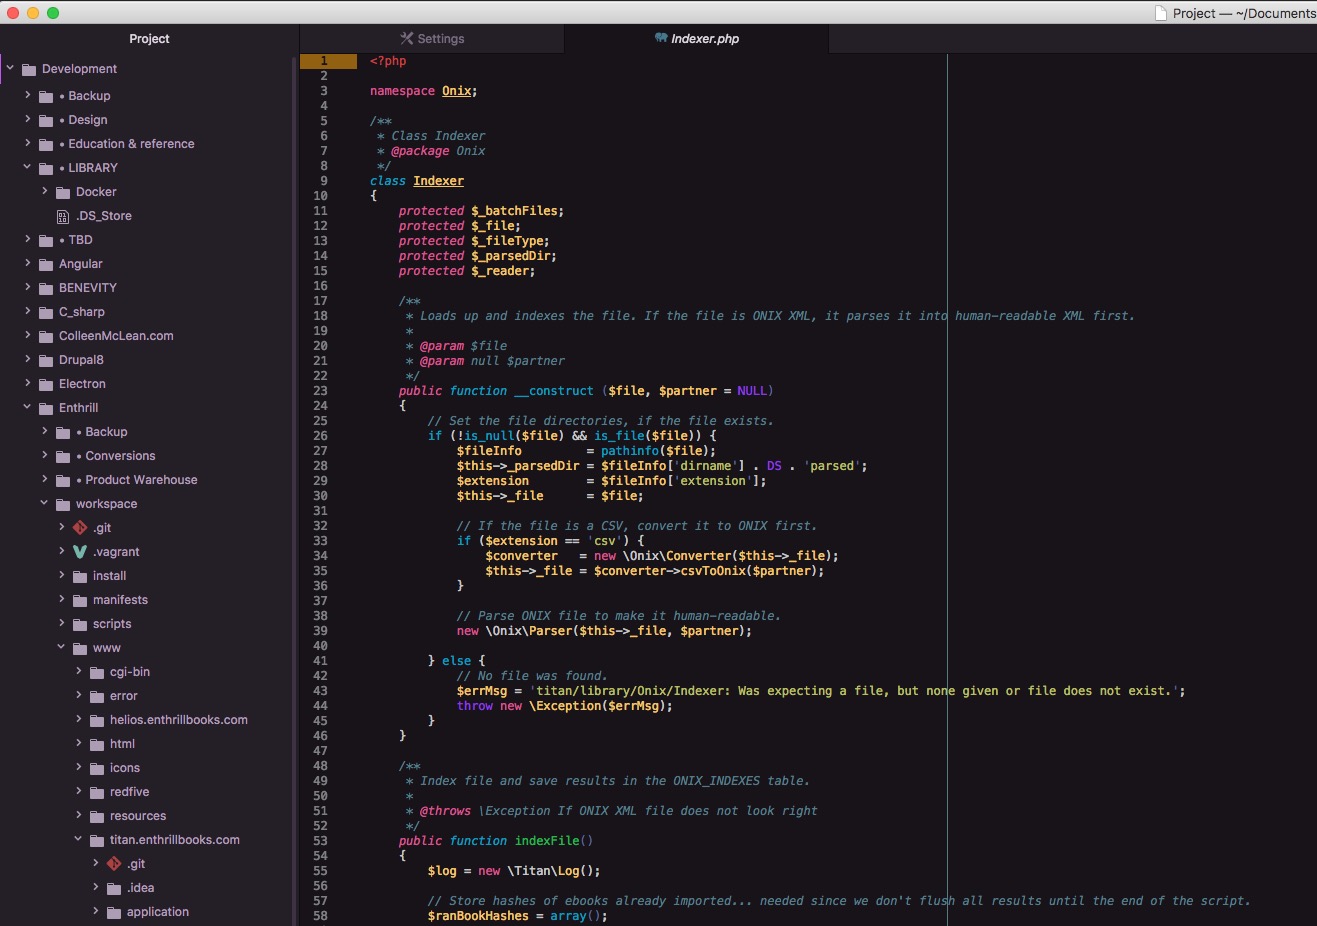 Project — ~/Documents
Project
Settings
Indexer.php
Development
• Backup
• Design
• Education & reference
• LIBRARY
Docker
.DS_Store
• TBD
Angular
BENEVITY
C_sharp
ColleenMcLean.com
Drupal8
Electron
Enthrill
• Backup
• Conversions
• Product Warehouse
workspace
.git
.vagrant
install
manifests
scripts
www
cgi-bin
error
helios.enthrillbooks.com
html
icons
redfive
resources
titan.enthrillbooks.com
.git
.idea
application
1 <?php
2
3 namespace Onix;
4
5 /**
6 * Class Indexer
7 * @package Onix
8 */
9 class Indexer
10 {
11 protected $_batchFiles;
12 protected $_file;
13 protected $_fileType;
14 protected $_parsedDir;
15 protected $_reader;
16
17 /**
18 * Loads up and indexes the file. If the file is ONIX XML, it parses it into human-readable XML first.
19 *
20 * @param $file
21 * @param null $partner
22 */
23 public function __construct ($file, $partner = NULL)
24 {
25 // Set the file directories, if the file exists.
26 if (!is_null($file) && is_file($file)) {
27 $fileInfo = pathinfo($file);
28 $this->_parsedDir = $fileInfo['dirname'] . DS . 'parsed';
29 $extension = $fileInfo['extension'];
30 $this->_file = $file;
31
32 // If the file is a CSV, convert it to ONIX first.
33 if ($extension == 'csv') {
34 $converter = new \Onix\Converter($this->_file);
35 $this->_file = $converter->csvToOnix($partner);
36 }
37
38 // Parse ONIX file to make it human-readable.
39 new \Onix\Parser($this->_file, $partner);
40
41 } else {
42 // No file was found.
43 $errMsg = 'titan/library/Onix/Indexer: Was expecting a file, but none given or file does not exist.';
44 throw new \Exception($errMsg);
45 }
46 }
47
48 /**
49 * Index file and save results in the ONIX_INDEXES table.
50 *
51 * @throws \Exception If ONIX XML file does not look right
52 */
53 public function indexFile()
54 {
55 $log = new \Titan\Log();
56
57 // Store hashes of ebooks already imported... needed since we don't flush all results until the end of the script.
58 $ranBookHashes = array();